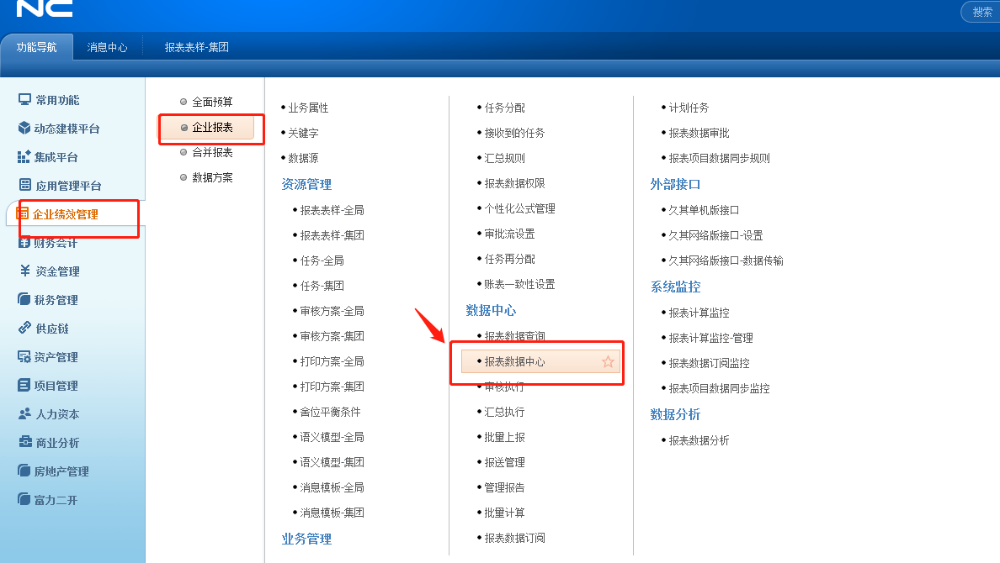 NC
搜索
功能导航
消息中心
报表表样-集团
常用功能
动态建模平台
集成平台
应用管理平台
企业绩效管理
财务会计
资金管理
税务管理
供应链
资产管理
项目管理
人力资本
商业分析
房地产管理
富力二开
全面预算
企业报表
合并报表
数据方案
业务属性
关键字
数据源
资源管理
报表表样-全局
报表表样-集团
任务-全局
任务-集团
审核方案-全局
审核方案-集团
打印方案-全局
打印方案-集团
舍位平衡条件
语义模型-全局
语义模型-集团
消息模板-全局
消息模板-集团
业务管理
任务分配
接收到的任务
汇总规则
报表数据权限
个性化公式管理
审批流设置
任务再分配
账表一致性设置
数据中心
报表数据查询
报表数据中心
审核执行
汇总执行
批量上报
报送管理
管理报告
批量计算
报表数据订阅
计划任务
报表数据审批
报表项目数据同步规则
外部接口
久其单机版接口
久其网络版接口-设置
久其网络版接口-数据传输
系统监控
报表计算监控
报表计算监控-管理
报表数据订阅监控
报表项目数据同步监控
数据分析
报表数据分析